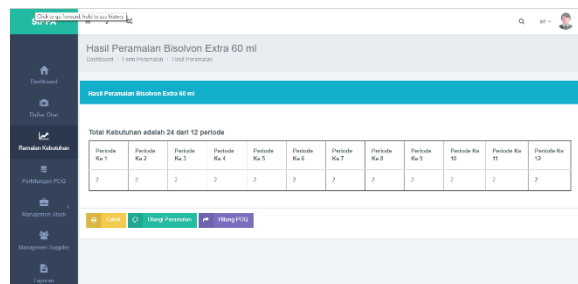 Click to go forward, hold to see history
Hasil Peramalan Bisolvon Extra 60 ml
Dashboard / Form Peramalan / Hasil Peramalan
Dashboard
Daftar Obat
Ramalan Kebutuhan
Perhitungan POQ
Manajemen Stock
Manajemen Supplier
Laporan
Hasil Peramalan Bisolvon Extra 60 ml
Total Kebutuhan adalah 24 dari 12 periode
Periode Ke 1 Periode Ke 2 Periode Ke 3 Periode Ke 4 Periode Ke 5 Periode Ke 6 Periode Ke 7 Periode Ke 8 Periode Ke 9 Periode Ke 10 Periode Ke 11 Periode Ke 12
2 2 2 2 2 2 2 2 2 2 2 2
Cetak Ulangi Peramalan Hitung POQ